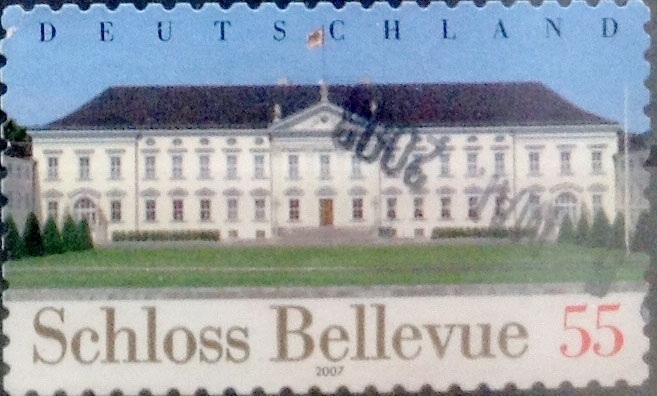 DEUTSCHLAND
Schloss Bellevue 55
2007